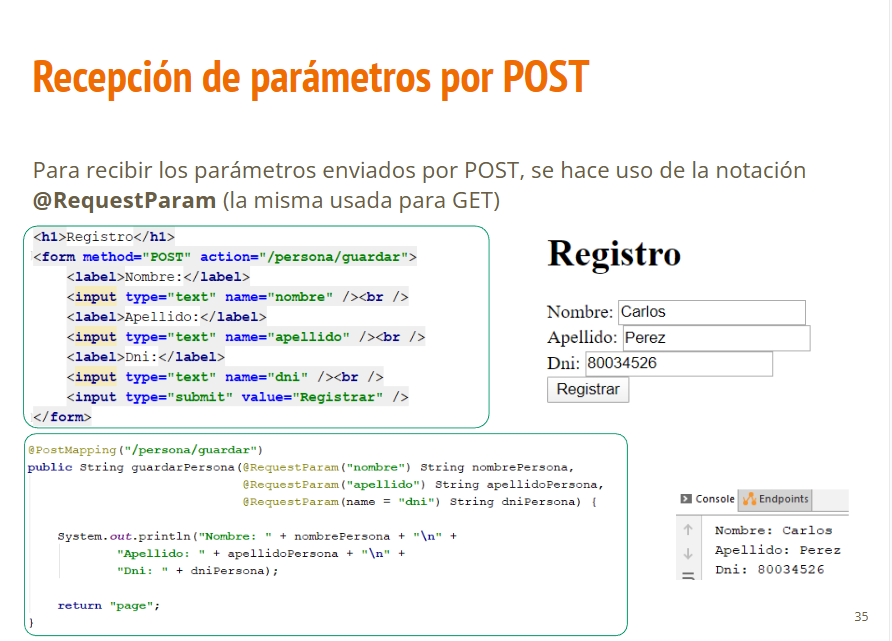 Recepción de parámetros por POST
Para recibir los parámetros enviados por POST, se hace uso de la notación
@RequestParam (la misma usada para GET)
<h1>Registro</h1>
<form method="POST" action="/persona/guardar">
<label>Nombre:</label>
<input type="text" name="nombre" /><br />
<label>Apellido:</label>
<input type="text" name="apellido" /><br />
<label>Dni:</label>
<input type="text" name="dni" /><br />
<input type="submit" value="Registrar" />
</form>
Registro
Nombre: Carlos
Apellido: Perez
Dni: 80034526
Registrar
@PostMapping("/persona/guardar")
public String guardarPersona(@RequestParam("nombre") String nombrePersona,
@RequestParam("apellido") String apellidoPersona,
@RequestParam(name = "dni") String dniPersona) {
System.out.println("Nombre: " + nombrePersona + "\n" +
"Apellido: " + apellidoPersona + "\n" +
"Dni: " + dniPersona);
return "page";
}
Console Endpoints
Nombre: Carlos
Apellido: Perez
Dni: 80034526
35